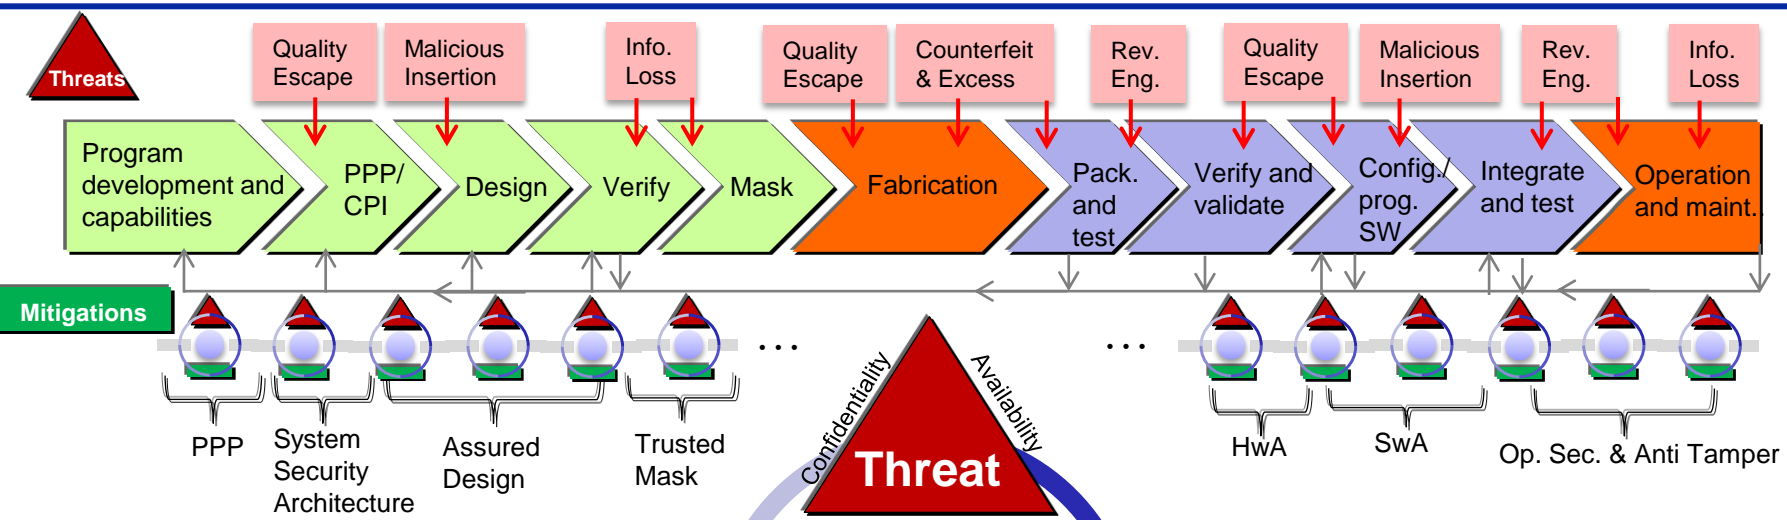 Threats
Quality
Escape
Malicious
Insertion
Info.
Loss
Quality
Escape
Counterfeit
& Excess
Rev.
Eng.
Quality
Escape
Malicious
Insertion
Rev.
Eng.
Info.
Loss
Program
development and
capabilities
PPP/
CPI
Design
Verify
Mask
Fabrication
Pack.
and
test
Verify and
validate
Config./
prog.
SW
Integrate
and test
Operation
and maint..
Mitigations
...
...
PPP
System
Security
Architecture
Assured
Design
Trusted
Mask
Confidentiality
Availability
Threat
HwA
SwA
Op. Sec. & Anti Tamper